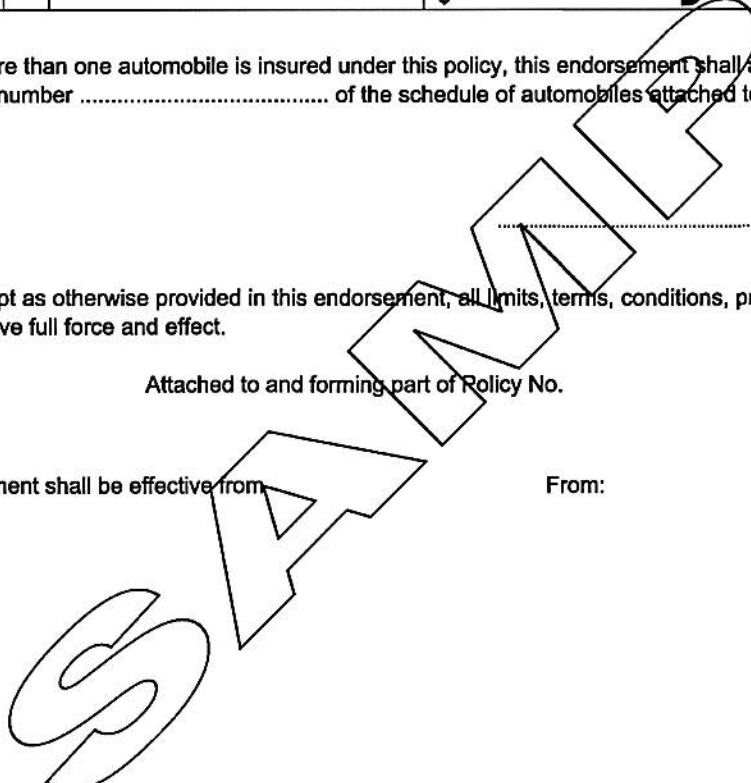 re than one automobile is insured under this policy, this endorsement shall
number .................................... of the schedule of automobiles attached t
....................................
pt as otherwise provided in this endorsement, all limits, terms, conditions, p
ve full force and effect.
Attached to and forming part of Policy No.
nent shall be effective from
From:
SAMP